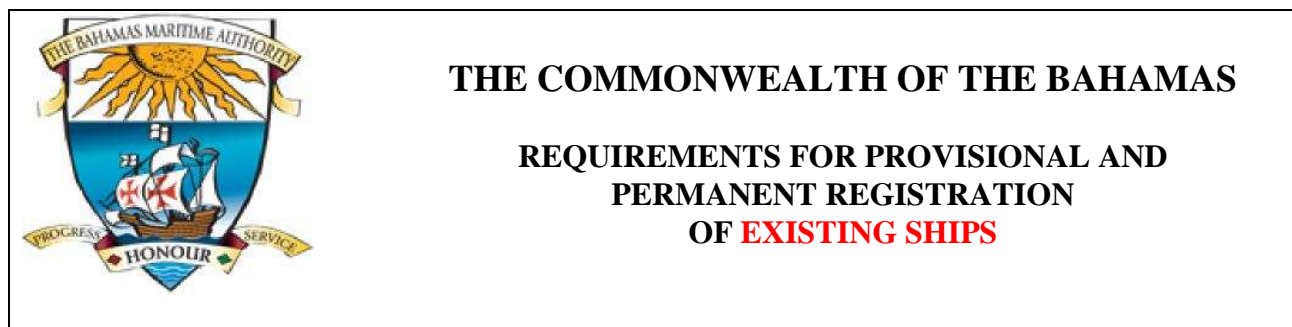 THE BAHAMAS MARITIME AUTHORITY
PROGRESS
HONOUR
SERVICE
THE COMMONWEALTH OF THE BAHAMAS
REQUIREMENTS FOR PROVISIONAL AND
PERMANENT REGISTRATION
OF EXISTING SHIPS